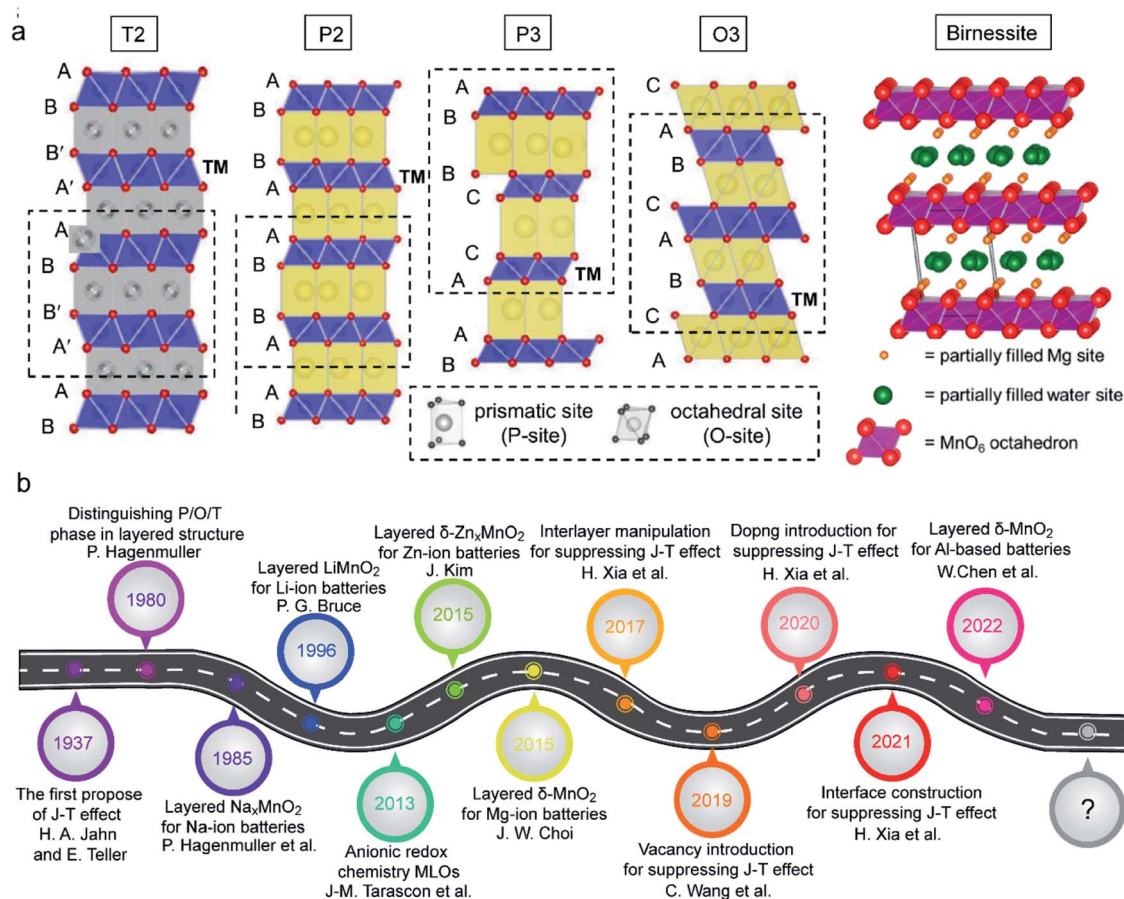 a
T2
P2
P3
O3
Birnessite
A
B
B′
A′
A
B
B′
A′
A
B
TM
A
B
B
A
A
B
B
A
A
B
TM
A
B
B
C
C
A
A
B
TM
C
A
B
C
A
B
C
A
TM
prismatic site
(P-site)
octahedral site
(O-site)
= partially filled Mg site
= partially filled water site
= MnO₆ octahedron
b
Distinguishing P/O/T
phase in layered structure
P. Hagenmuller
1980
Layered LiMnO₂
for Li-ion batteries
P. G. Bruce
1996
Layered δ-ZnₓMnO₂
for Zn-ion batteries
J. Kim
2015
Interlayer manipulation
for suppressing J-T effect
H. Xia et al.
2017
Dopng introduction for
suppressing J-T effect
H. Xia et al.
2020
Layered δ-MnO₂
for Al-based batteries
W.Chen et al.
2022
1937
The first propose
of J-T effect
H. A. Jahn
and E. Teller
1985
Layered NaₓMnO₂
for Na-ion batteries
P. Hagenmuller et al.
2013
Anionic redox
chemistry MLOs
J-M. Tarascon et al.
2015
Layered δ-MnO₂
for Mg-ion batteries
J. W. Choi
2019
Vacancy introduction
for suppressing J-T effect
C. Wang et al.
2021
Interface construction
for suppressing J-T effect
H. Xia et al.
?